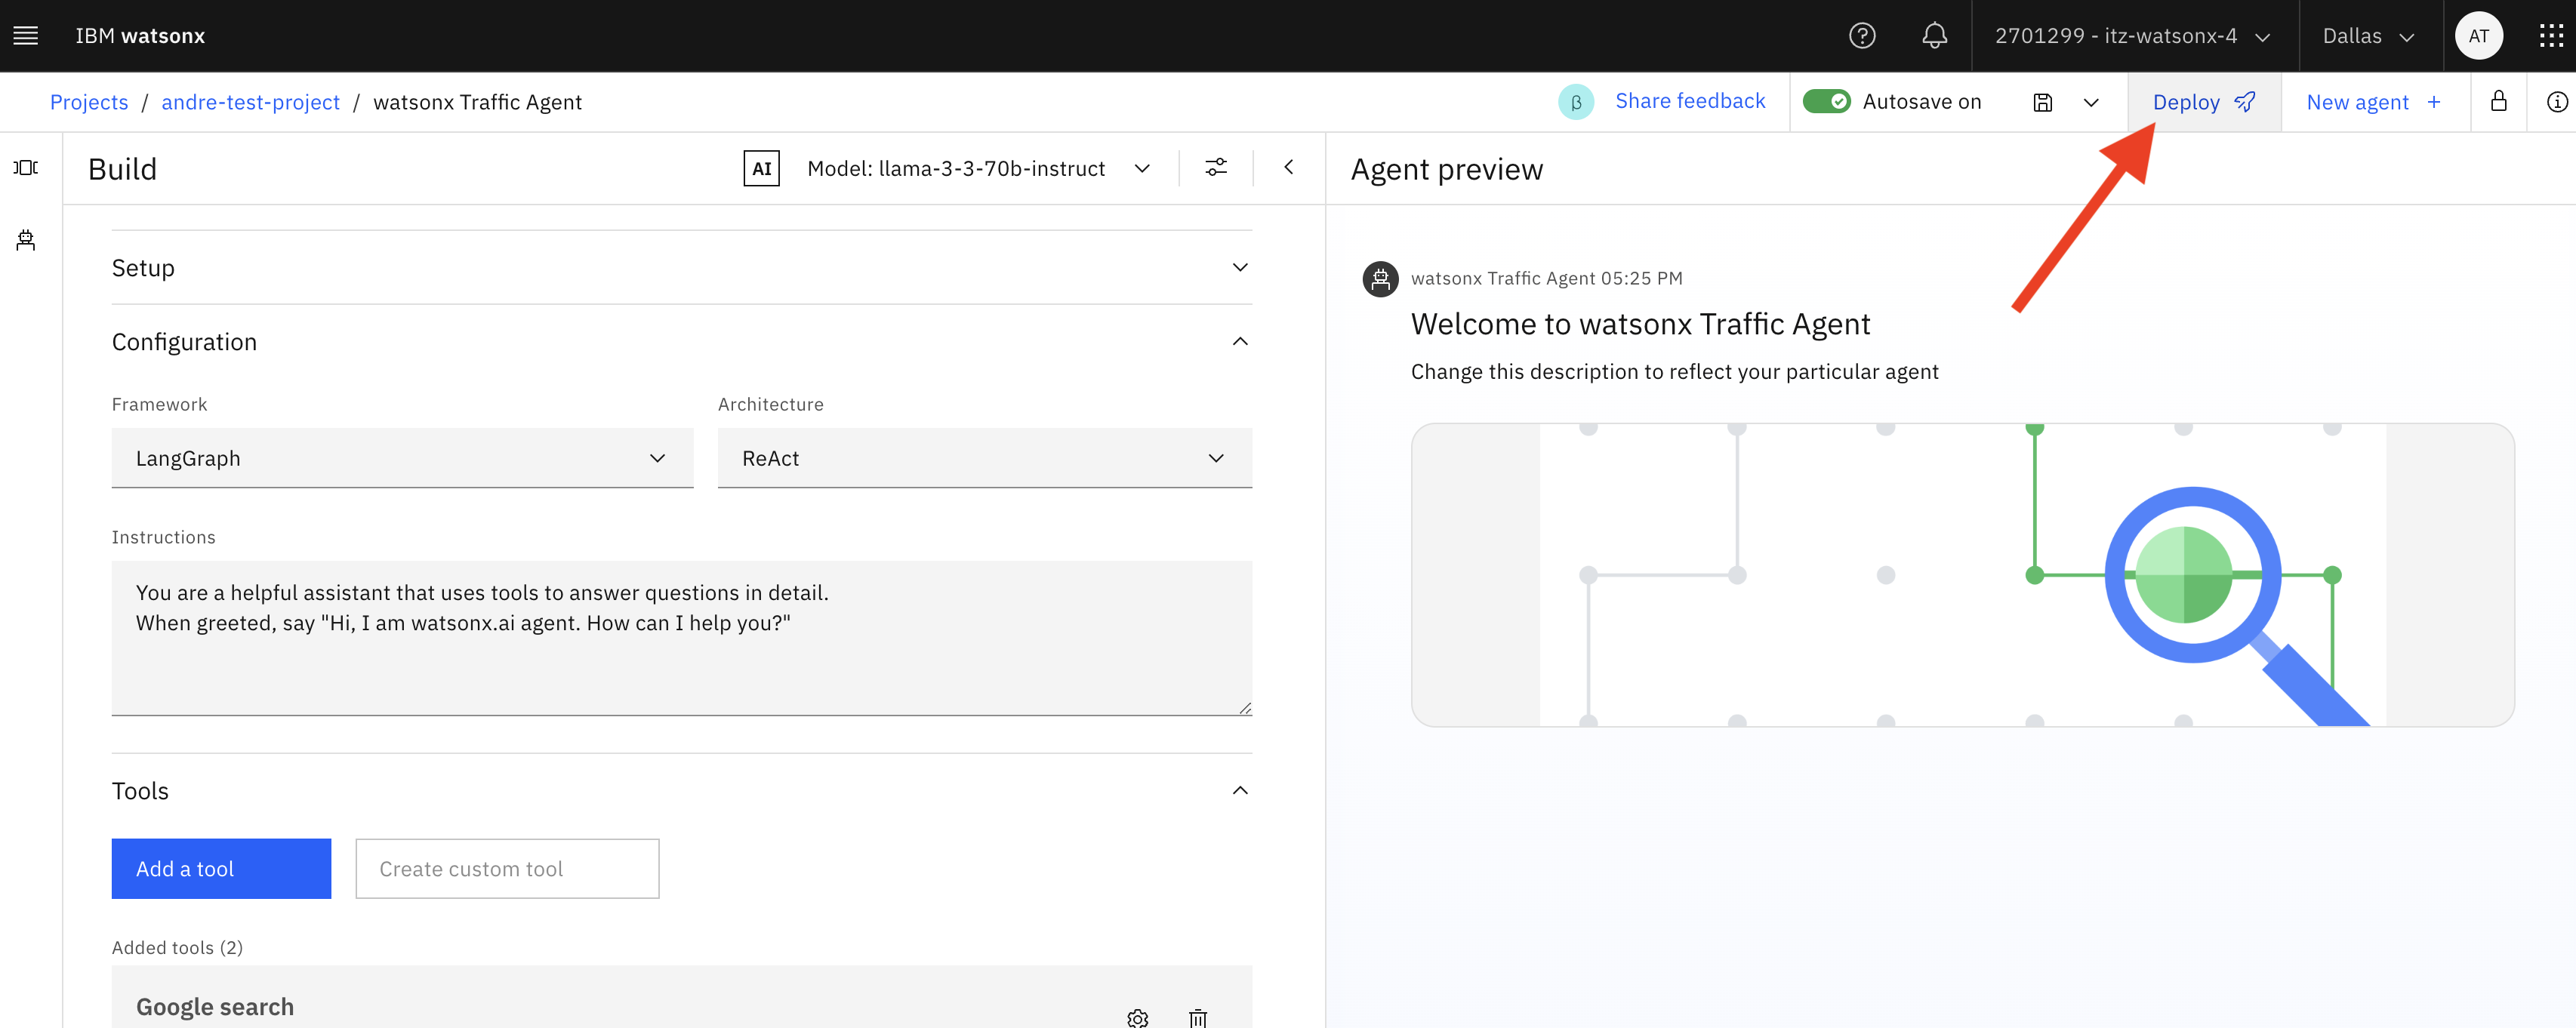 IBM watsonx
2701299 - itz-watsonx-4
Dallas
AT
Projects / andre-test-project / watsonx Traffic Agent
β
Share feedback
Autosave on
Deploy
New agent +
Build
AI
Model: llama-3-3-70b-instruct
Agent preview
Setup
Configuration
Framework
Architecture
LangGraph
ReAct
Instructions
You are a helpful assistant that uses tools to answer questions in detail.
When greeted, say "Hi, I am watsonx.ai agent. How can I help you?"
Tools
Add a tool
Create custom tool
Added tools (2)
Google search
watsonx Traffic Agent 05:25 PM
Welcome to watsonx Traffic Agent
Change this description to reflect your particular agent